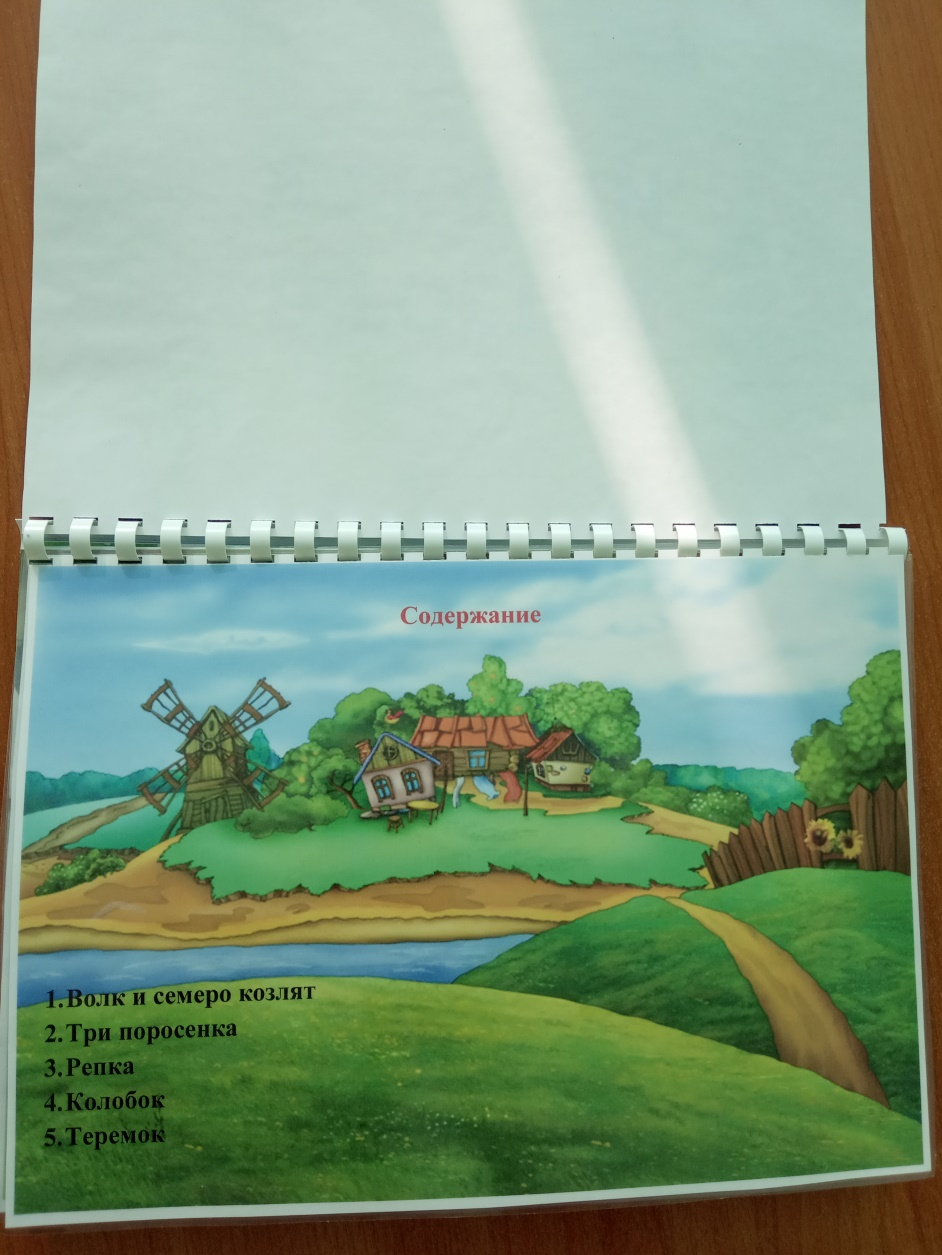 Содержание
1.Волк и семеро козлят
2.Три поросенка
3.Репка
4.Колобок
5.Теремок